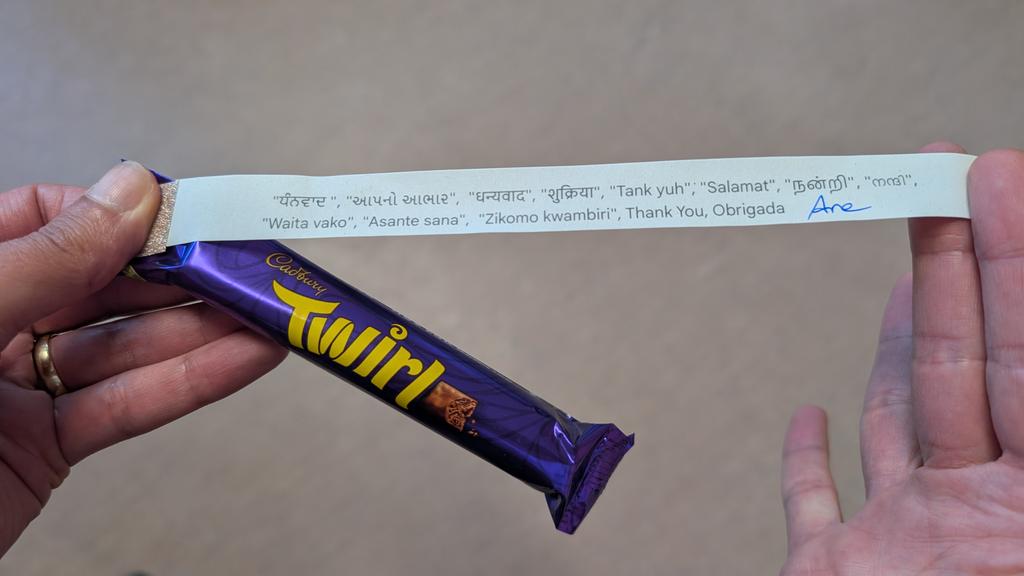 "ਧੰਨਵਾਦ ", "આપનો આભાર", "धन्यवाद", "शुक्रिया", "Tank yuh", "Salamat", "நன்றி", "നന്ദി",
"Waita vako", "Asante sana", "Zikomo kwambiri", Thank You, Obrigada
Cadbury
Twirl